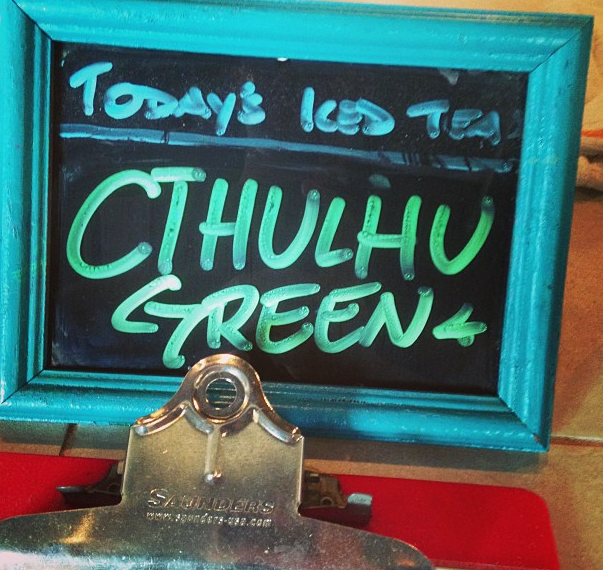 TODAY'S ICED TEA
CTHULHU
GREEN
SAUNDERS
www.saunders-usa.com